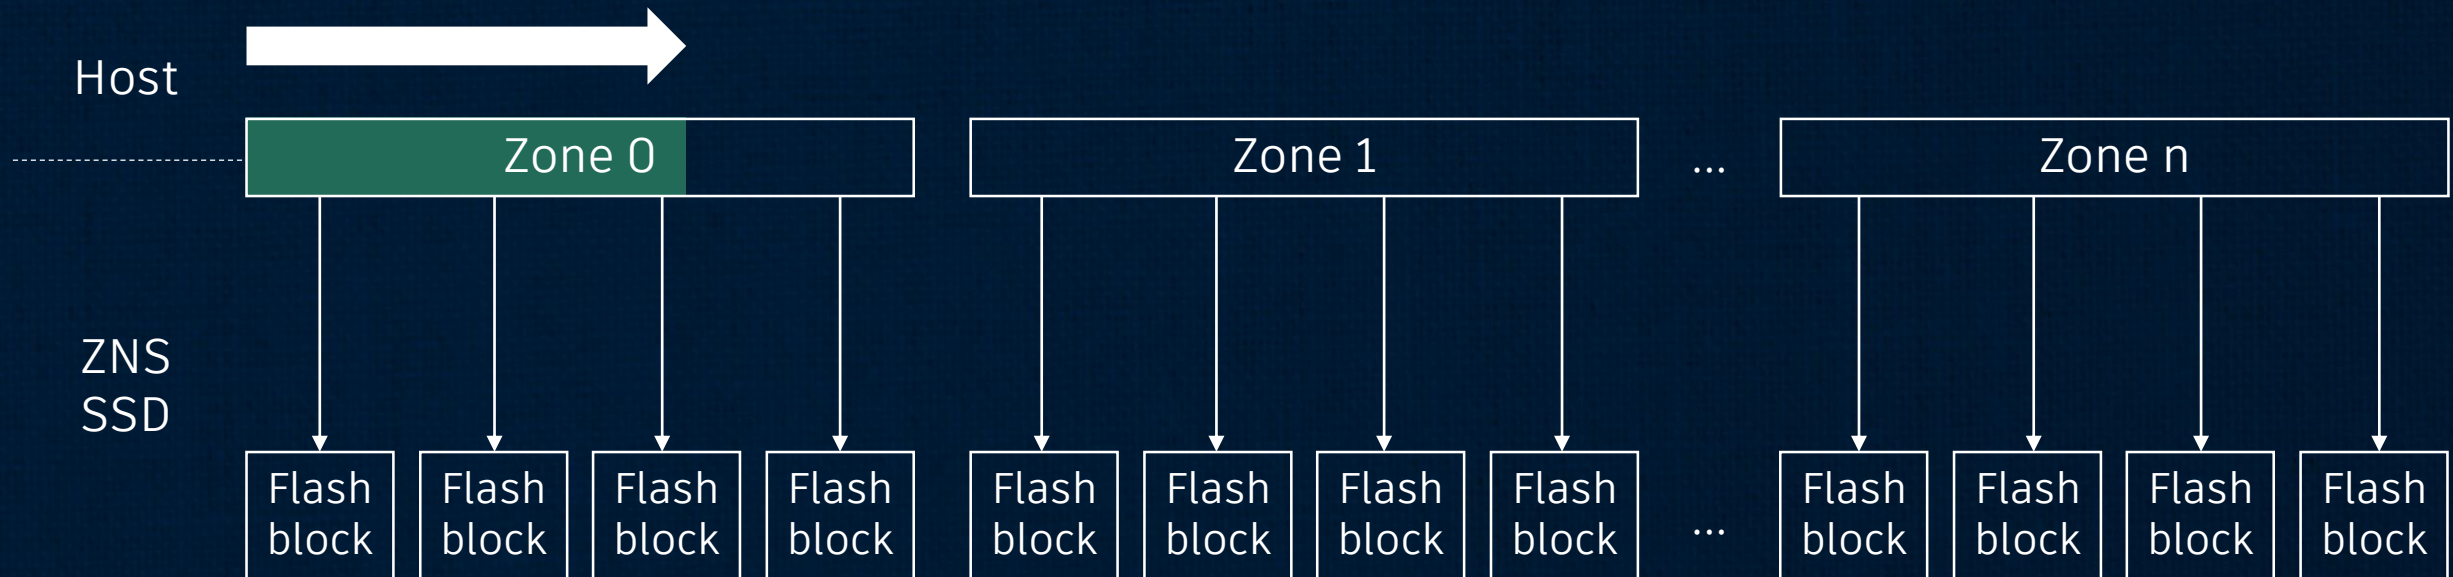 Host
Zone 0
Zone 1
...
Zone n
ZNS
SSD
Flash
block
Flash
block
Flash
block
Flash
block
Flash
block
Flash
block
Flash
block
Flash
block
...
Flash
block
Flash
block
Flash
block
Flash
block